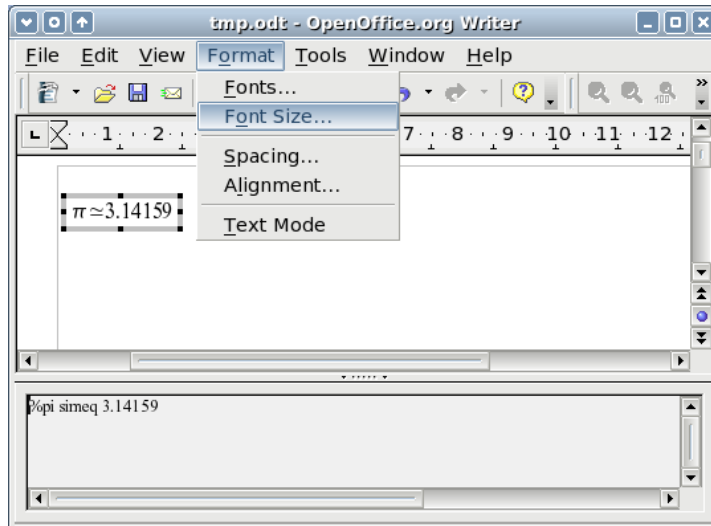 tmp.odt - OpenOffice.org Writer
File Edit View Format Tools Window Help
Fonts...
Font Size...
Spacing...
Alignment...
Text Mode
1 2 7 8 9 10 11 12
π≃3.14159
%pi simeq 3.14159